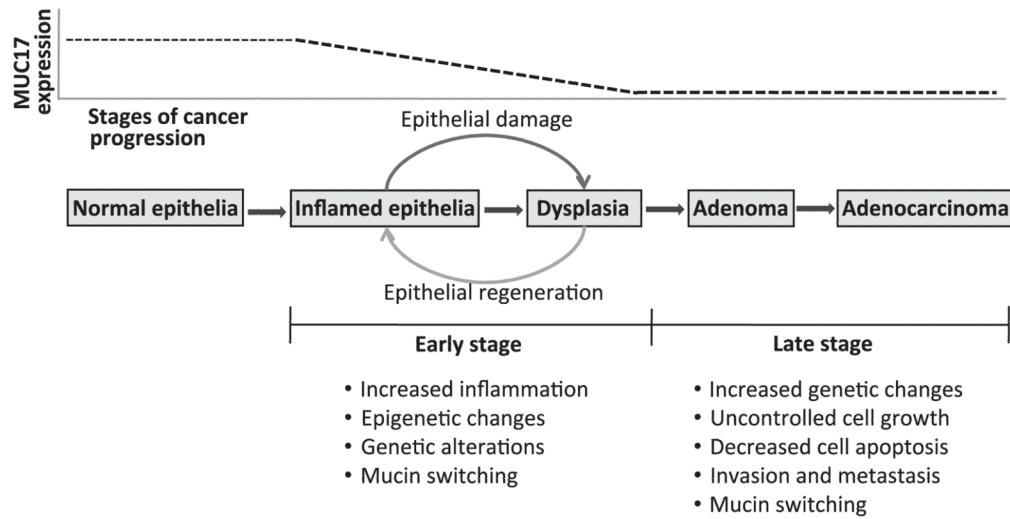 MUC17
expression
Stages of cancer
progression
Epithelial damage
Normal epithelia
Inflamed epithelia
Dysplasia
Adenoma
Adenocarcinoma
Epithelial regeneration
Early stage
Late stage
• Increased inflammation
• Epigenetic changes
• Genetic alterations
• Mucin switching
• Increased genetic changes
• Uncontrolled cell growth
• Decreased cell apoptosis
• Invasion and metastasis
• Mucin switching